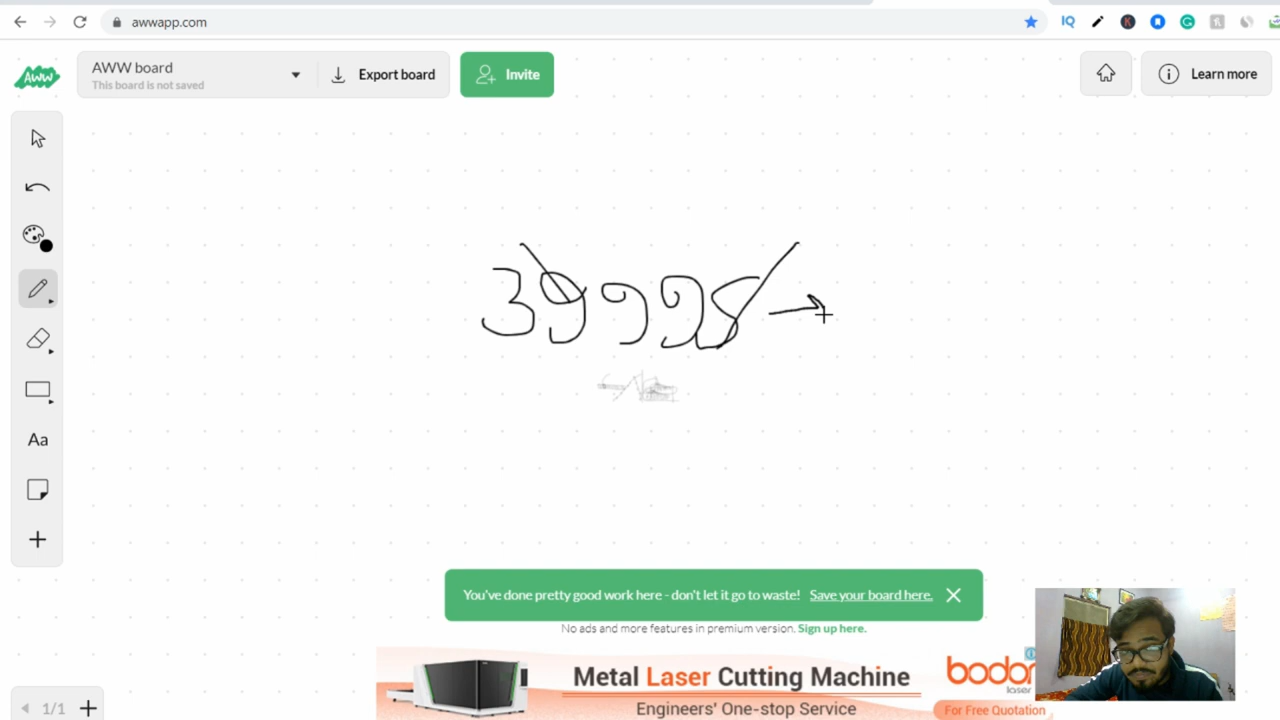 awwapp.com
IQ
AWW
AWW board
This board is not saved
Export board
Invite
Learn more
39995
Aa
You've done pretty good work here - don't let it go to waste! Save your board here.
No ads and more features in premium version. Sign up here.
Metal Laser Cutting Machine
Engineers' One-stop Service
bodor
laser
For Free Quotation
1/1